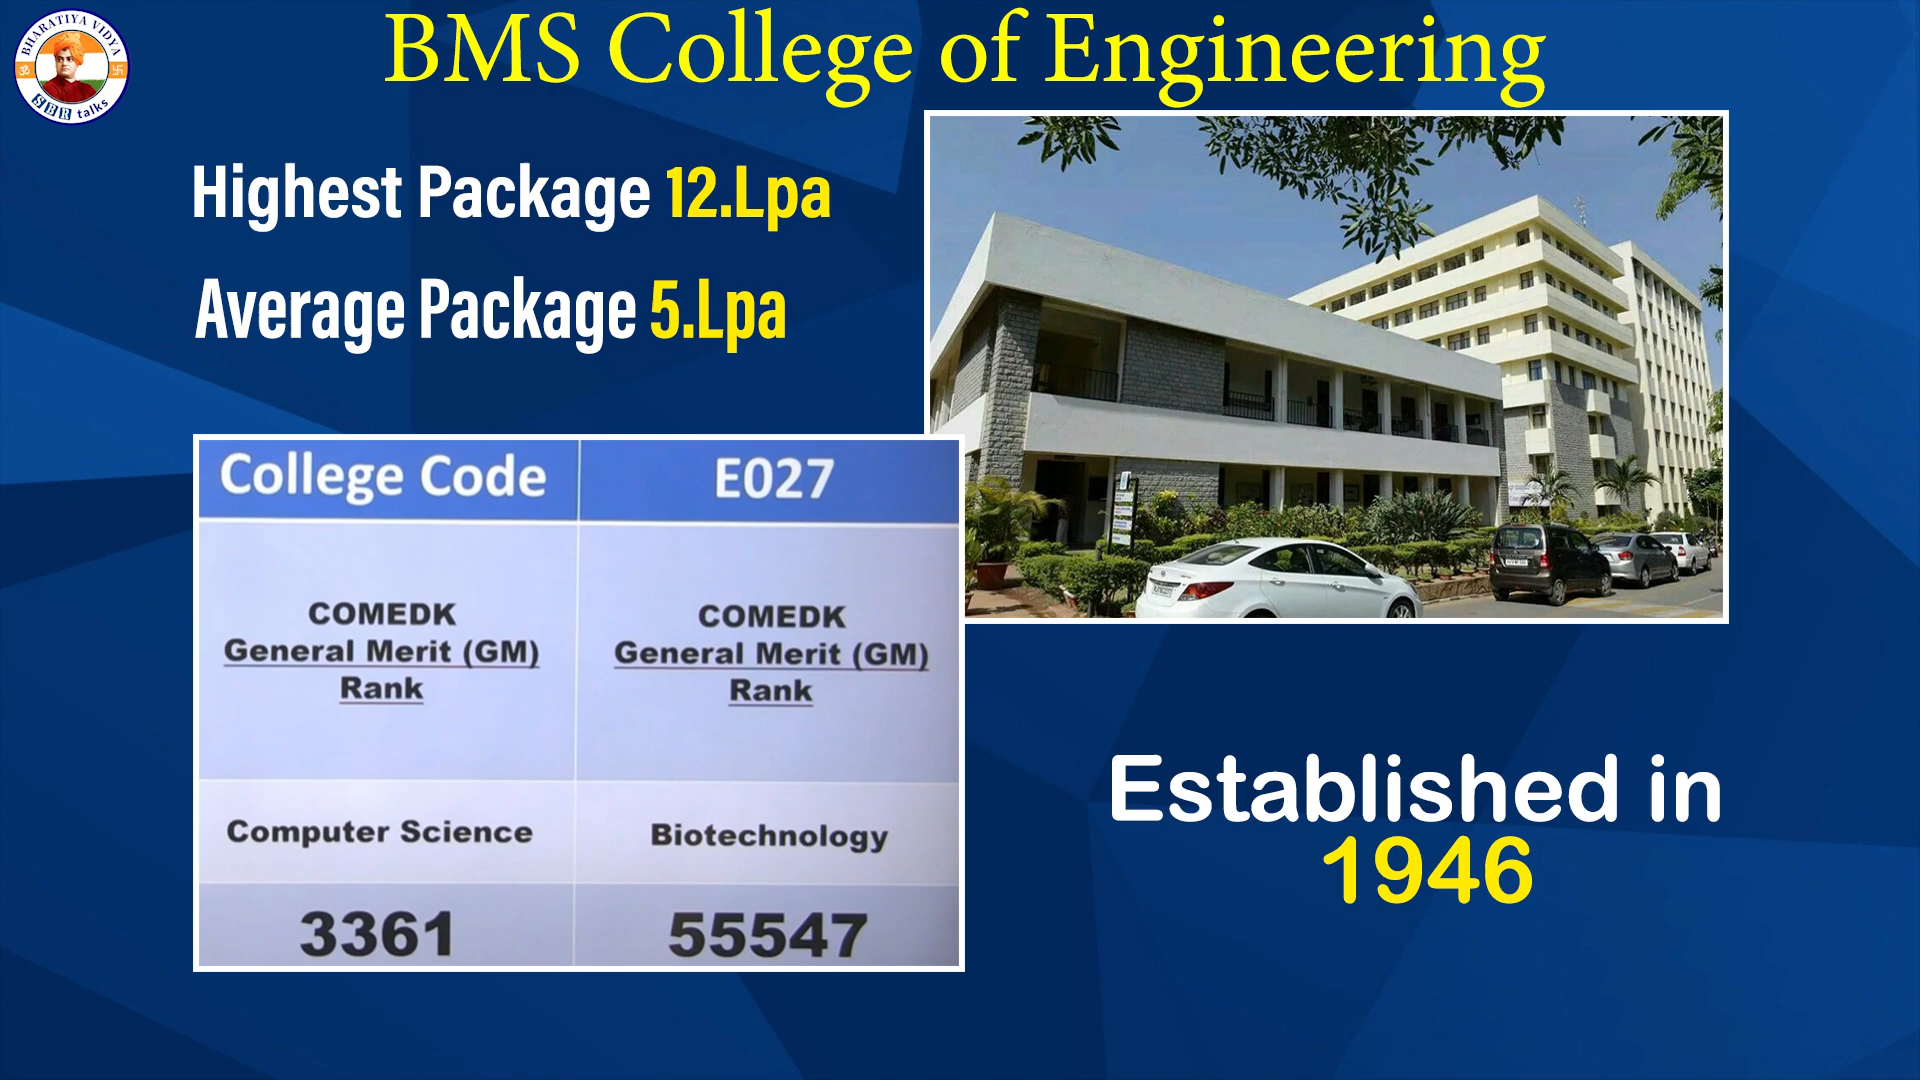 BHARATIYA VIDYA
SBR talks
BMS College of Engineering
Highest Package 12.Lpa
Average Package 5.Lpa
College Code E027
COMEDK
General Merit (GM)
Rank
COMEDK
General Merit (GM)
Rank
Computer Science Biotechnology
3361 55547
Established in
1946